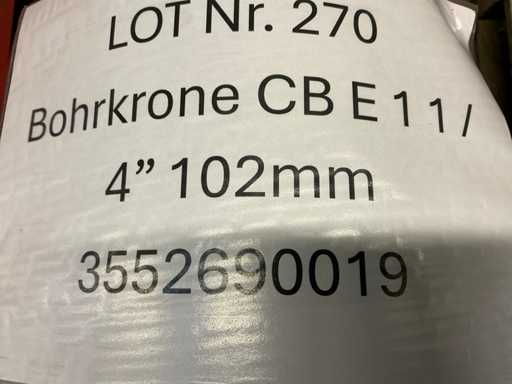 LOT Nr. 270
Bohrkrone CB E 1 1 /
4” 102mm
3552690019